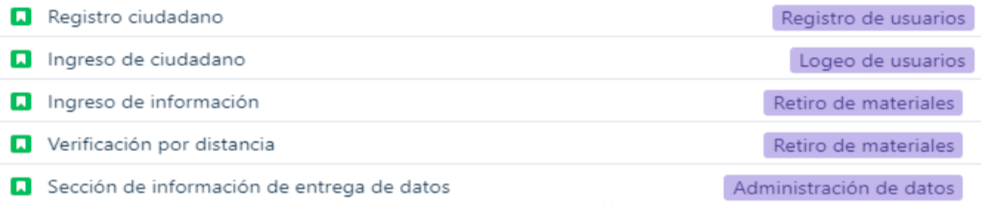 Registro ciudadano Registro de usuarios
Ingreso de ciudadano Logeo de usuarios
Ingreso de información Retiro de materiales
Verificación por distancia Retiro de materiales
Sección de información de entrega de datos Administración de datos